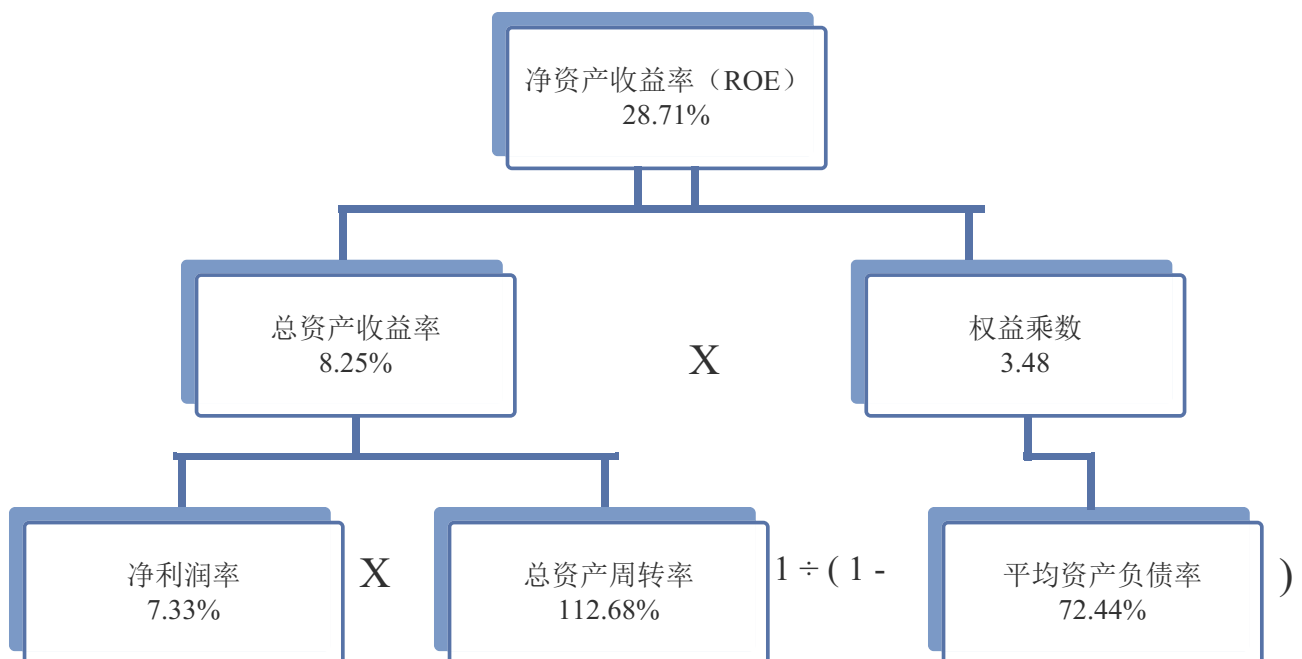 净资产收益率（ROE）
28.71%
总资产收益率
8.25%
X
权益乘数
3.48
净利润率
7.33%
X
总资产周转率
112.68%
1 ÷ ( 1 -
平均资产负债率
72.44%
)